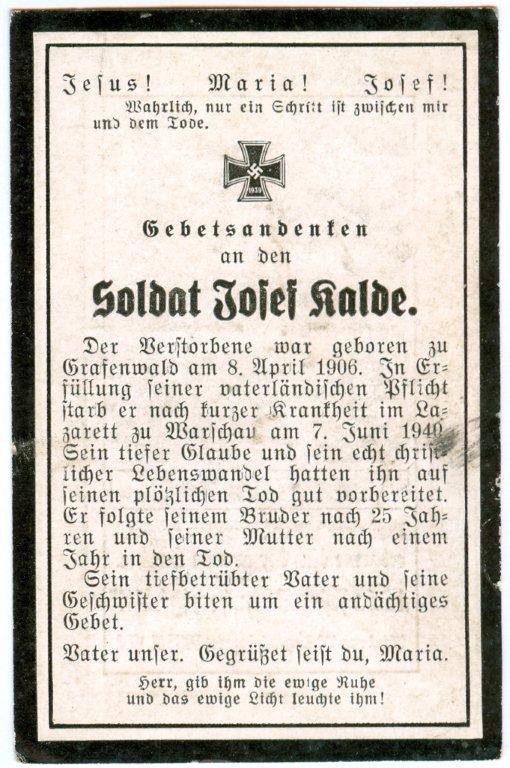 Jesus! Maria! Josef!
Wahrlich, nur ein Schritt ist zwischen mir
und dem Tode.
1939
Gebetsandenken
an den
Soldat Josef Kalde.
Der Verstorbene war geboren zu
Grafenwald am 8. April 1906. In Er-
füllung seiner vaterländischen Pflicht
starb er nach kurzer Krankheit im La-
zarett zu Warschau am 7. Juni 1940.
Sein tiefer Glaube und sein echt christ-
licher Lebenswandel hatten ihn auf
seinen plötzlichen Tod gut vorbereitet.
Er folgte seinem Bruder nach 25 Jah-
ren und seiner Mutter nach einem
Jahr in den Tod.
Sein tiefbetrübter Vater und seine
Geschwister biten um ein andächtiges
Gebet.
Vater unser. Gegrüßet seist du, Maria.
Herr, gib ihm die ewige Ruhe
und das ewige Licht leuchte ihm!